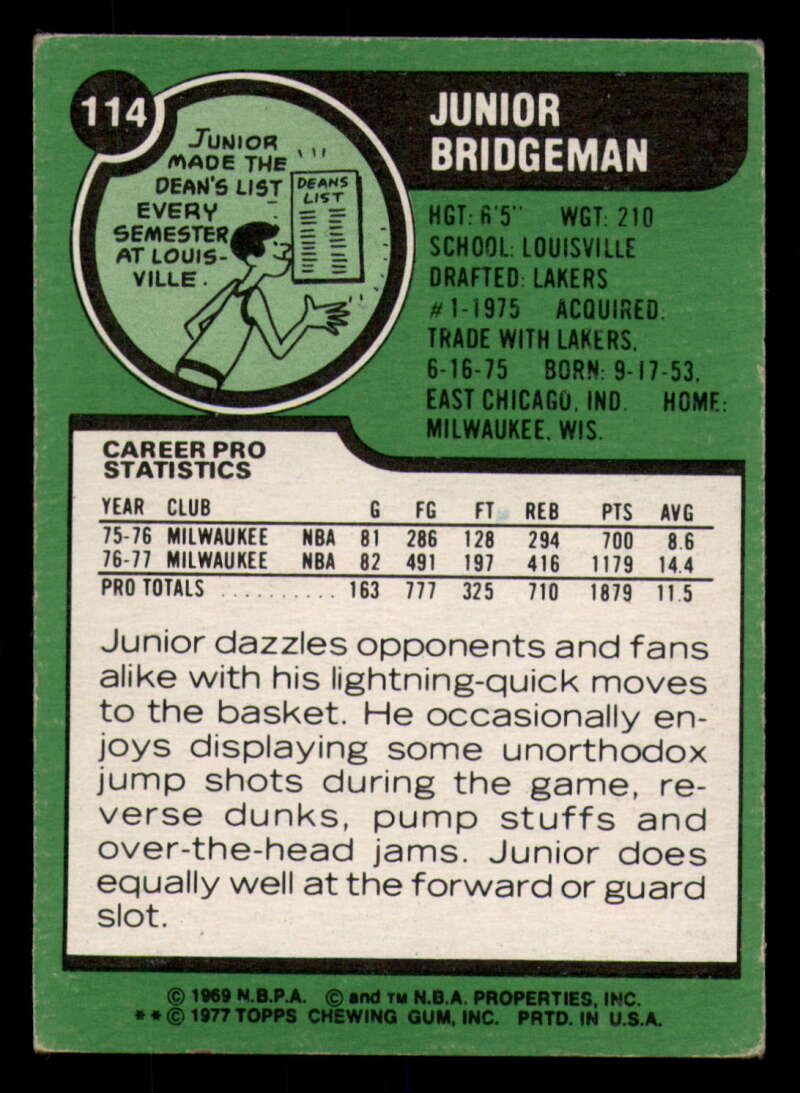 114
JUNIOR
MADE THE
DEAN'S LIST
EVERY
SEMESTER
AT LOUIS-
VILLE.
DEANS
LIST
JUNIOR
BRIDGEMAN
HGT: 6'5" WGT: 210
SCHOOL: LOUISVILLE
DRAFTED: LAKERS
#1-1975 ACQUIRED:
TRADE WITH LAKERS,
6-16-75 BORN: 9-17-53,
EAST CHICAGO, IND. HOME:
MILWAUKEE, WIS.
CAREER PRO
STATISTICS
YEAR CLUB G FG FT REB PTS AVG
75-76 MILWAUKEE NBA 81 286 128 294 700 8.6
76-77 MILWAUKEE NBA 82 491 197 416 1179 14.4
PRO TOTALS .......... 163 777 325 710 1879 11.5
Junior dazzles opponents and fans
alike with his lightning-quick moves
to the basket. He occasionally en-
joys displaying some unorthodox
jump shots during the game, re-
verse dunks, pump stuffs and
over-the-head jams. Junior does
equally well at the forward or guard
slot.
© 1969 N.B.P.A. © and TM N.B.A. PROPERTIES, INC.
**© 1977 TOPPS CHEWING GUM, INC. PRTD. IN U.S.A.